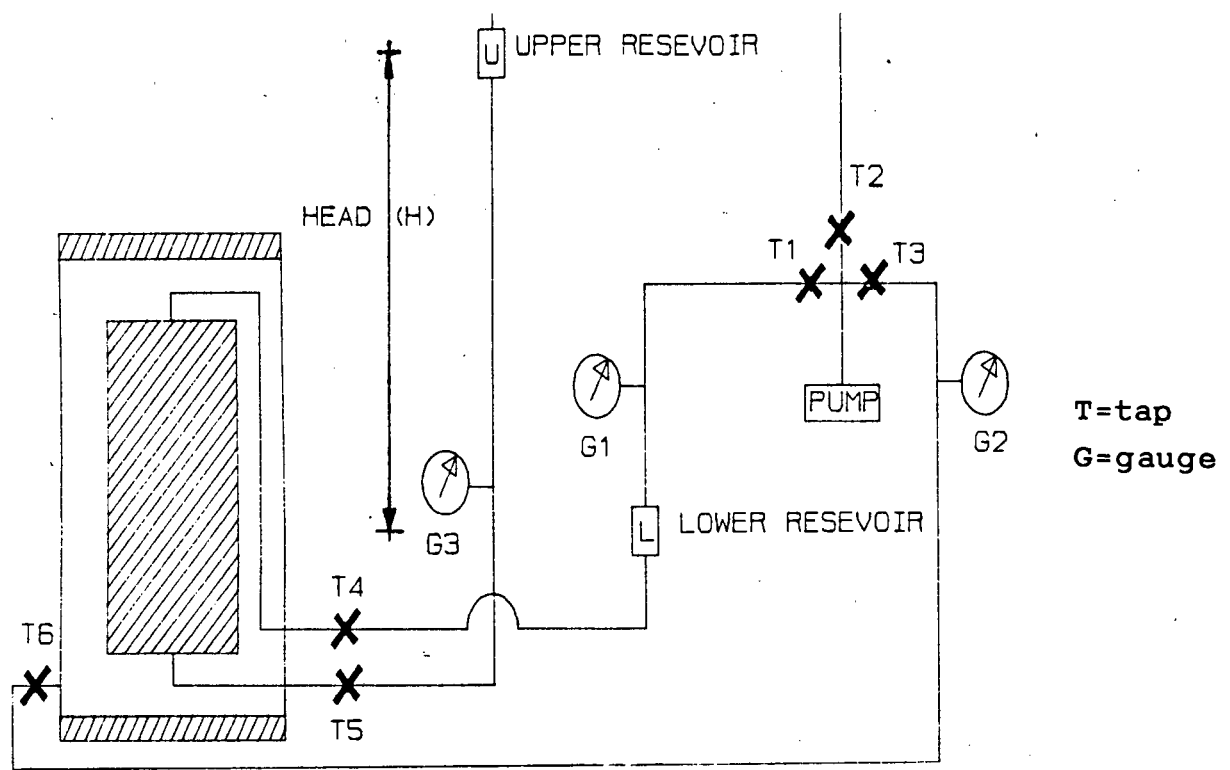 U UPPER RESEVOIR
T2
HEAD (H)
T1
T3
PUMP
G1
G2
T=tap
G=gauge
G3
L LOWER RESEVOIR
T4
T6
T5